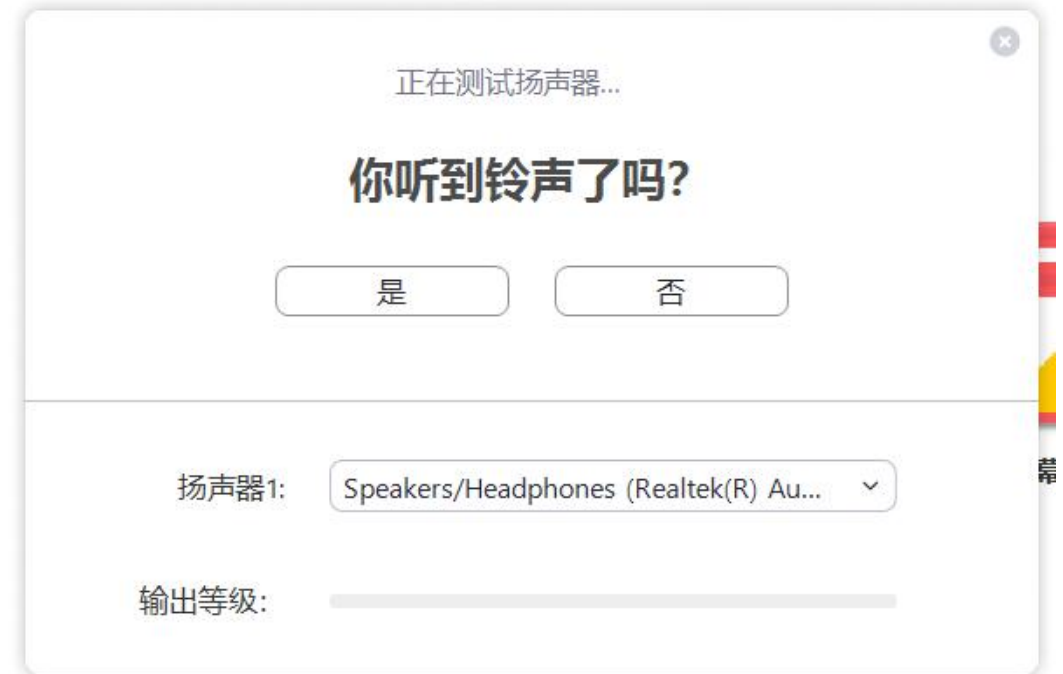 正在测试扬声器...
你听到铃声了吗?
是
否
扬声器1:
Speakers/Headphones (Realtek(R) Au...
输出等级:
幕